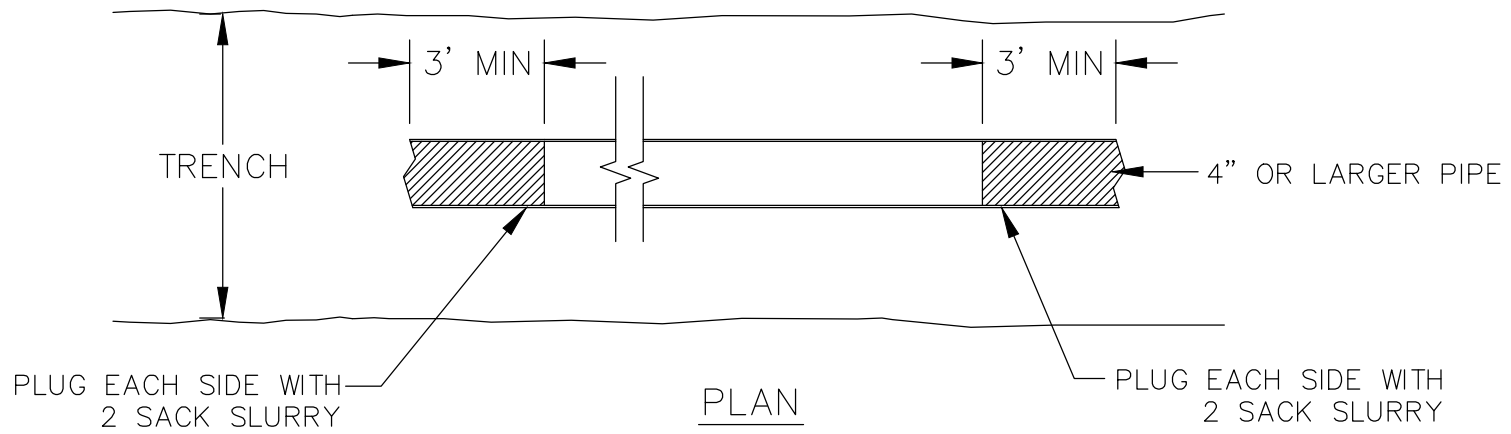 3’ MIN
3’ MIN
TRENCH
4” OR LARGER PIPE
PLUG EACH SIDE WITH
2 SACK SLURRY
PLAN
PLUG EACH SIDE WITH
2 SACK SLURRY